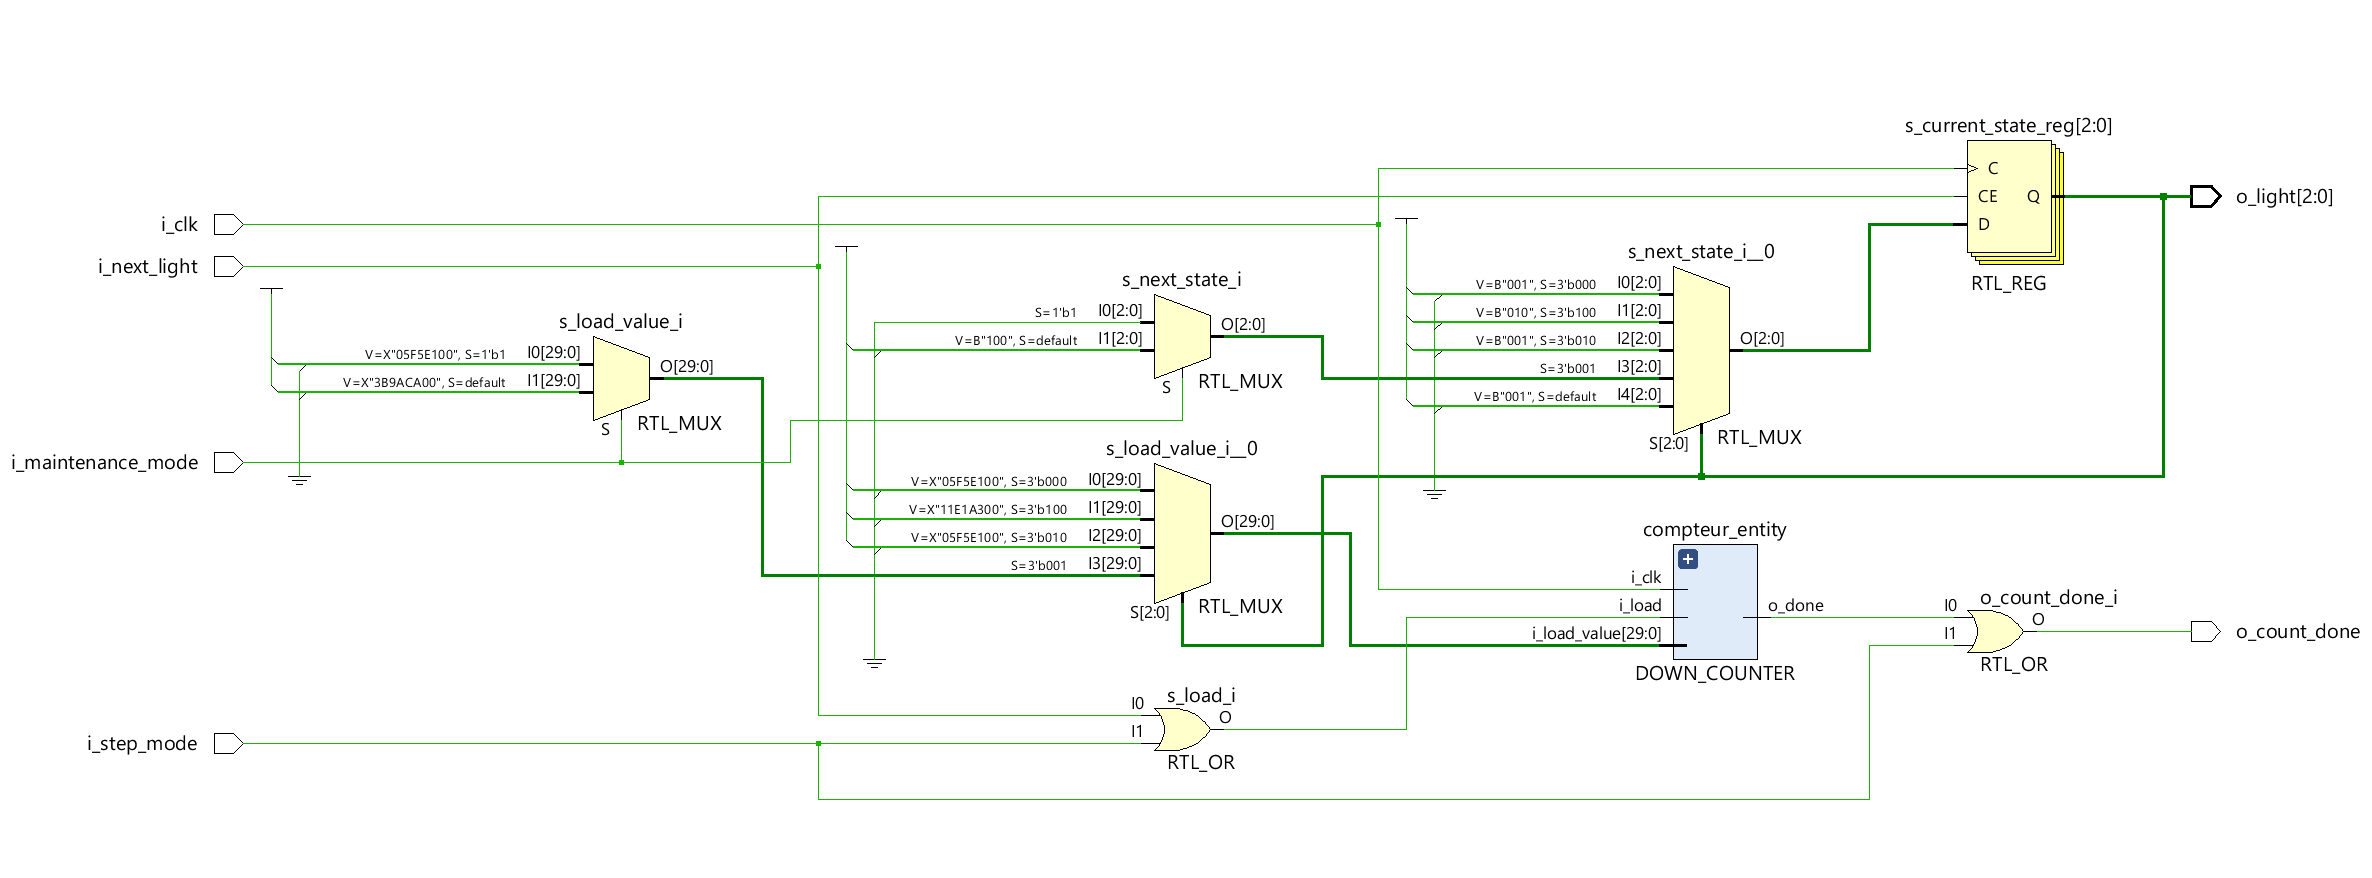 s_current_state_reg[2:0]
C
CE
Q
D
RTL_REG
o_light[2:0]
i_clk
i_next_light
s_next_state_i__0
V=B"001", S=3'b000
I0[2:0]
V=B"010", S=3'b100
I1[2:0]
V=B"001", S=3'b010
I2[2:0]
S=3'b001
I3[2:0]
V=B"001", S=default
I4[2:0]
O[2:0]
S[2:0]
RTL_MUX
s_next_state_i
S=1'b1
I0[2:0]
V=B"100", S=default
I1[2:0]
O[2:0]
S
RTL_MUX
s_load_value_i
V=X"05F5E100", S=1'b1
I0[29:0]
V=X"3B9ACA00", S=default
I1[29:0]
O[29:0]
S
RTL_MUX
i_maintenance_mode
s_load_value_i__0
V=X"05F5E100", S=3'b000
I0[29:0]
V=X"11E1A300", S=3'b100
I1[29:0]
V=X"05F5E100", S=3'b010
I2[29:0]
S=3'b001
I3[29:0]
O[29:0]
S[2:0]
RTL_MUX
compteur_entity
i_clk
i_load
i_load_value[29:0]
o_done
DOWN_COUNTER
o_count_done_i
I0
I1
O
RTL_OR
o_count_done
s_load_i
I0
I1
O
RTL_OR
i_step_mode